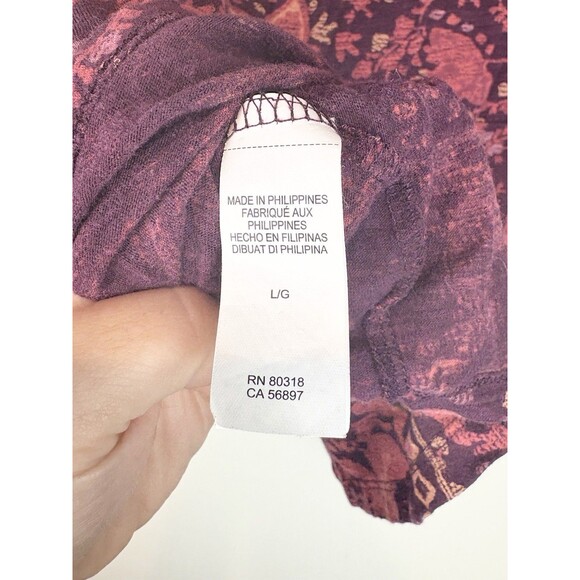 MADE IN PHILIPPINES
FABRIQUÉ AUX
PHILIPPINES
HECHO EN FILIPINAS
DIBUAT DI PHILIPINA
L/G
RN 80318
CA 56897